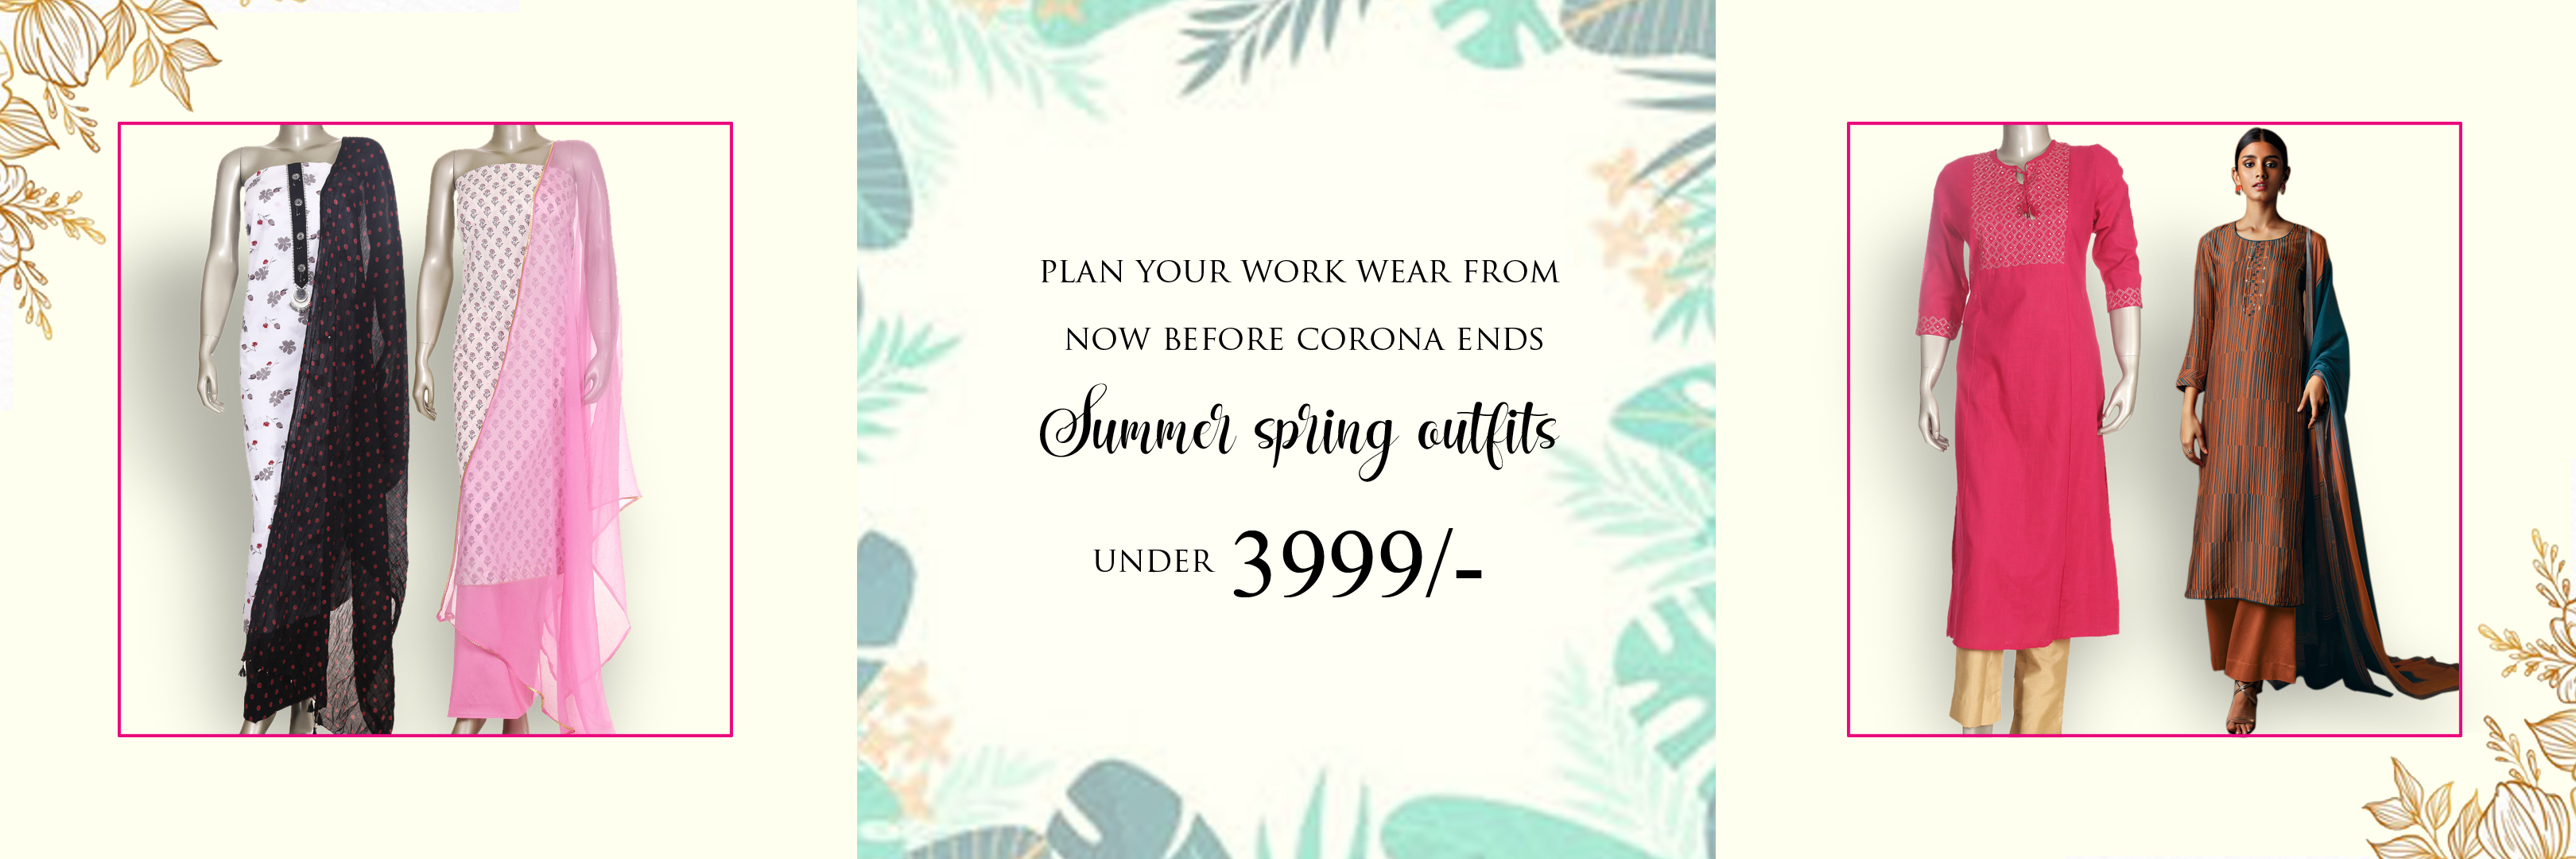 PLAN YOUR WORK WEAR FROM
NOW BEFORE CORONA ENDS
Summer spring outfits
UNDER 3999/-